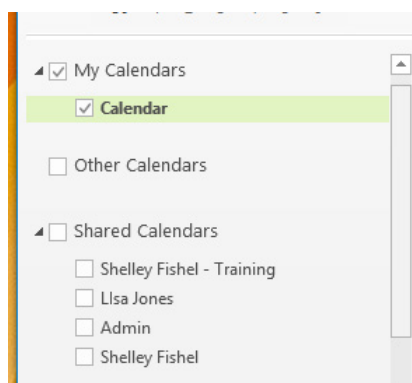 My Calendars
Calendar
Other Calendars
Shared Calendars
Shelley Fishel - Training
LIsa Jones
Admin
Shelley Fishel